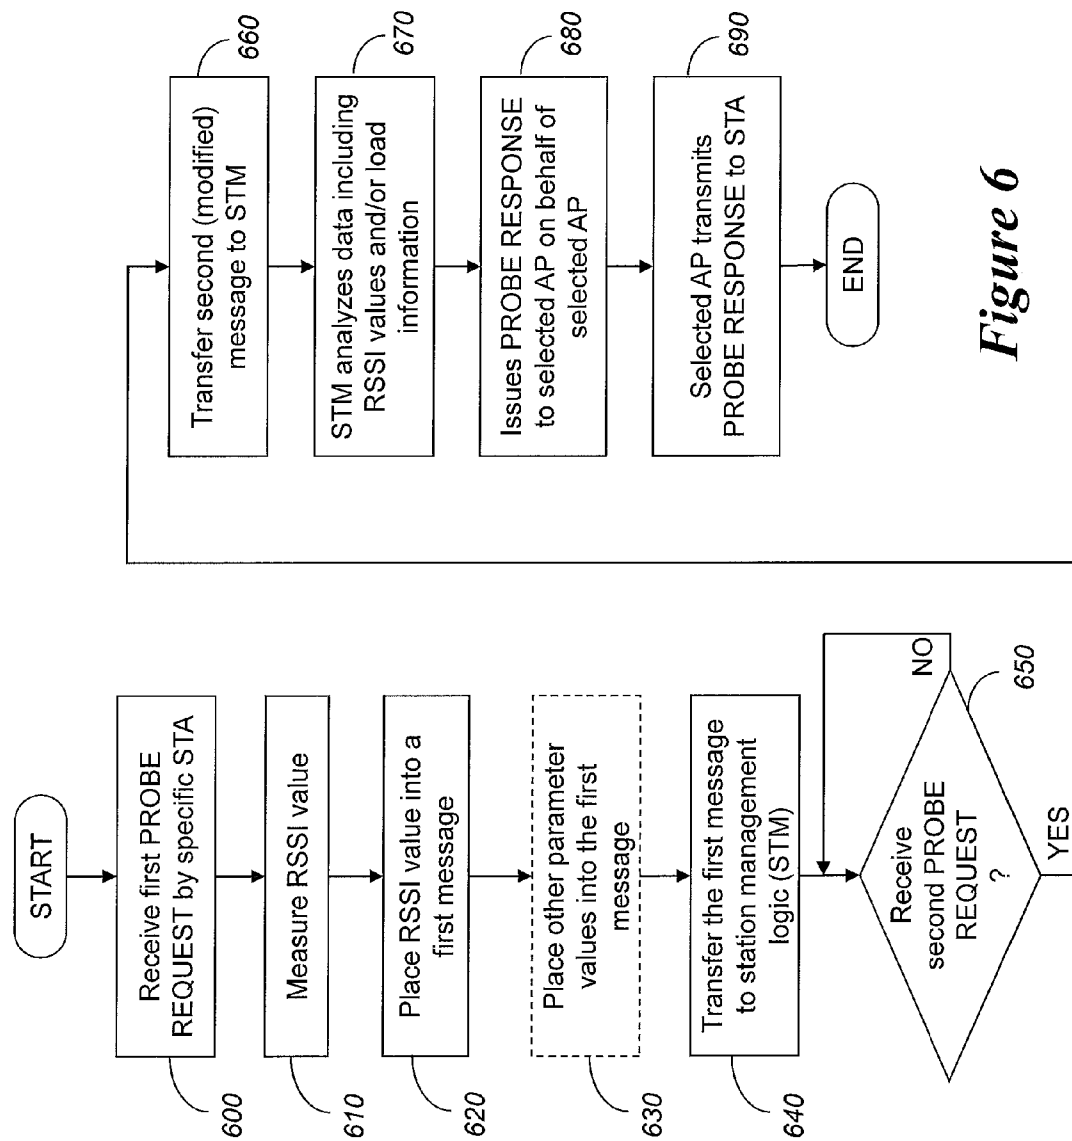 START
Receive first PROBE
REQUEST by specific STA
600
Measure RSSI value
610
Place RSSI value into a
first message
620
Place other parameter
values into the first
message
630
Transfer the first message
to station management
logic (STM)
640
Receive
second PROBE
REQUEST
?
650
NO
YES
Transfer second (modified)
message to STM
660
STM analyzes data including
RSSI values and/or load
information
670
Issues PROBE RESPONSE
to selected AP on behalf of
selected AP
680
Selected AP transmits
PROBE RESPONSE to STA
690
END
Figure 6